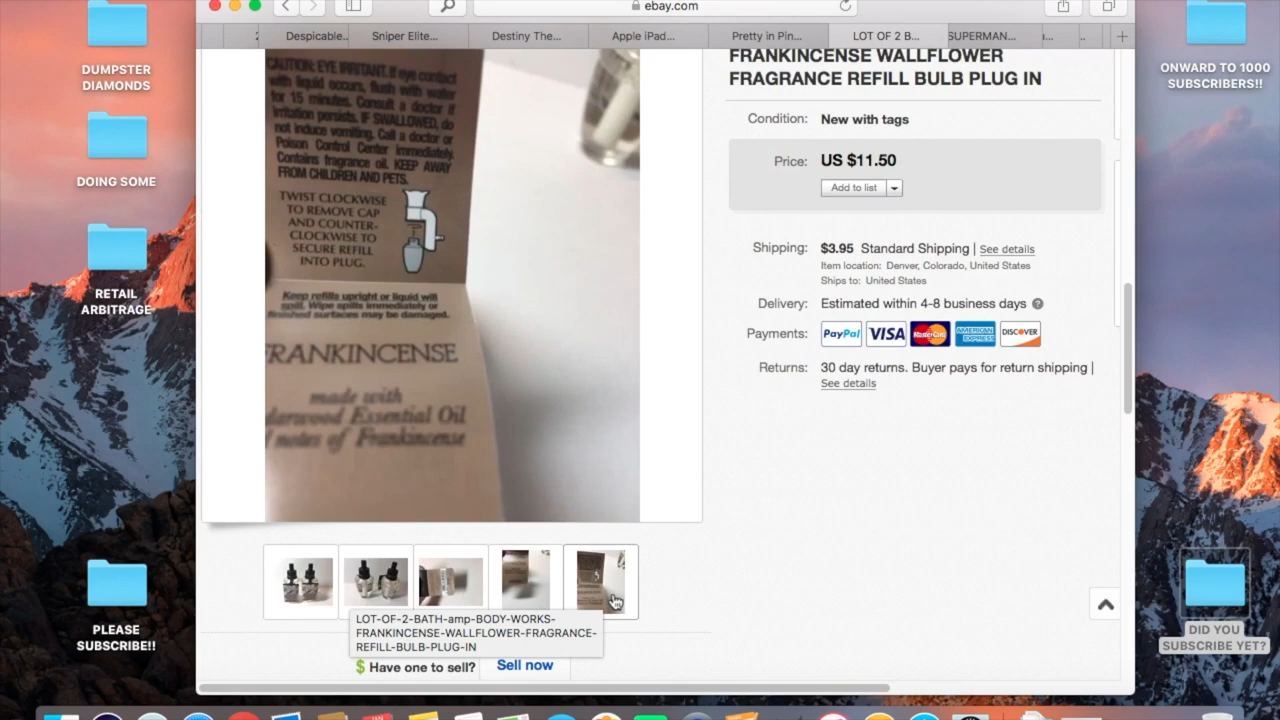 ebay.com
Despicable...
Sniper Elite...
Destiny The...
Apple iPad...
Pretty in Pin...
LOT OF 2 B...
SUPERMAN...
DUMPSTER
DIAMONDS
DOING SOME
RETAIL
ARBITRAGE
PLEASE
SUBSCRIBE!!
CAUTION: EYE IRRITANT. If eye contact
with liquid occurs, flush with water
for 15 minutes. Consult a doctor if
irritation persists. IF SWALLOWED, do
not induce vomiting. Call a doctor or
Poison Control Center immediately.
Contains fragrance oil. KEEP AWAY
FROM CHILDREN AND PETS.
TWIST CLOCKWISE
TO REMOVE CAP
AND COUNTER-
CLOCKWISE TO
SECURE REFILL
INTO PLUG.
Keep refills upright or liquid will
spill. Wipe spills immediately or
finished surfaces may be damaged.
FRANKINCENSE
made with
darwood Essential Oil
notes of Frankincense
FRANKINCENSE WALLFLOWER
FRAGRANCE REFILL BULB PLUG IN
Condition: New with tags
Price: US $11.50
Add to list
Shipping: $3.95 Standard Shipping | See details
Item location: Denver, Colorado, United States
Ships to: United States
Delivery: Estimated within 4-8 business days ?
Payments: PayPal VISA MasterCard AMERICAN EXPRESS DISCOVER
Returns: 30 day returns. Buyer pays for return shipping |
See details
LOT-OF-2-BATH-amp-BODY-WORKS-
FRANKINCENSE-WALLFLOWER-FRAGRANCE-
REFILL-BULB-PLUG-IN
$ Have one to sell? Sell now
ONWARD TO 1000
SUBSCRIBERS!!
DID YOU
SUBSCRIBE YET?